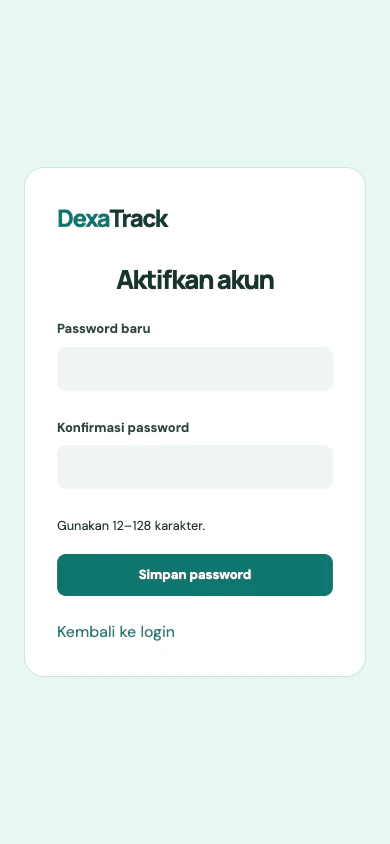 DexaTrack
Aktifkan akun
Password baru
Konfirmasi password
Gunakan 12–128 karakter.
Simpan password
Kembali ke login